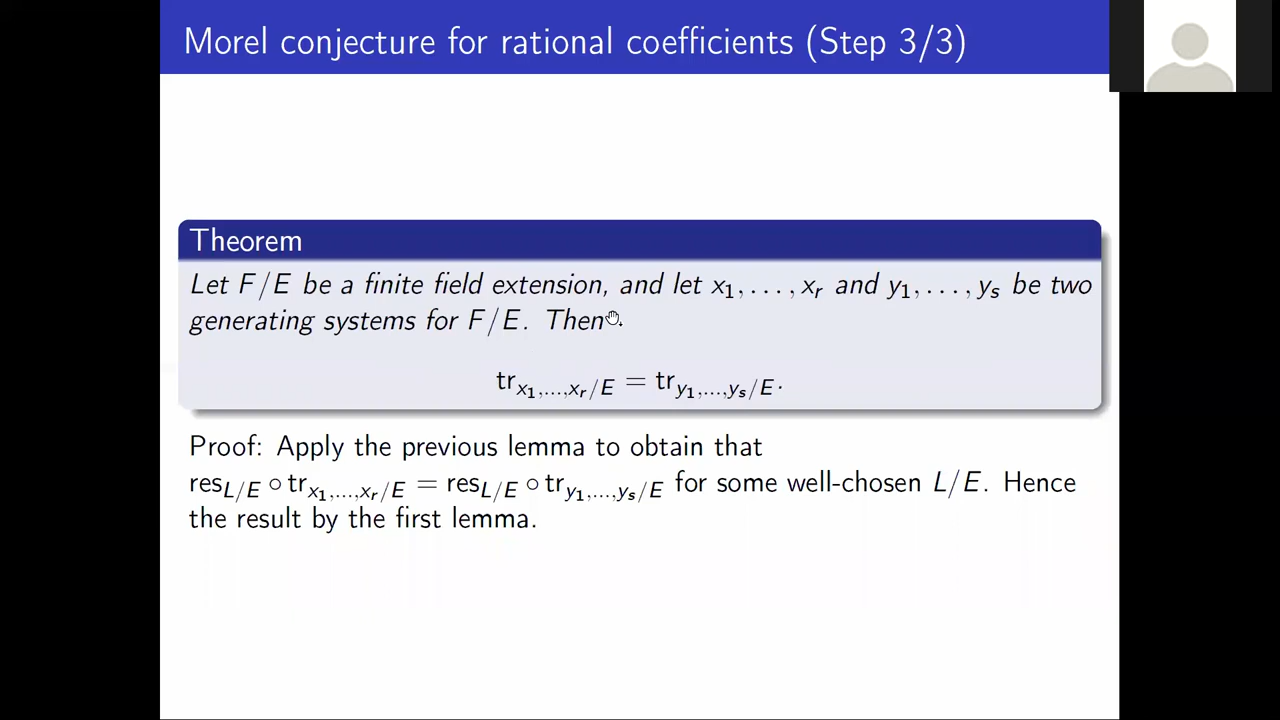 Morel conjecture for rational coefficients (Step 3/3)
Theorem
Let F/E be a finite field extension, and let x₁, …, xᵣ and y₁, …, yₛ be two
generating systems for F/E. Then
tr_{x₁,…,xᵣ/E} = tr_{y₁,…,yₛ/E}.
Proof: Apply the previous lemma to obtain that
res_{L/E} ∘ tr_{x₁,…,xᵣ/E} = res_{L/E} ∘ tr_{y₁,…,yₛ/E} for some well-chosen L/E. Hence
the result by the first lemma.